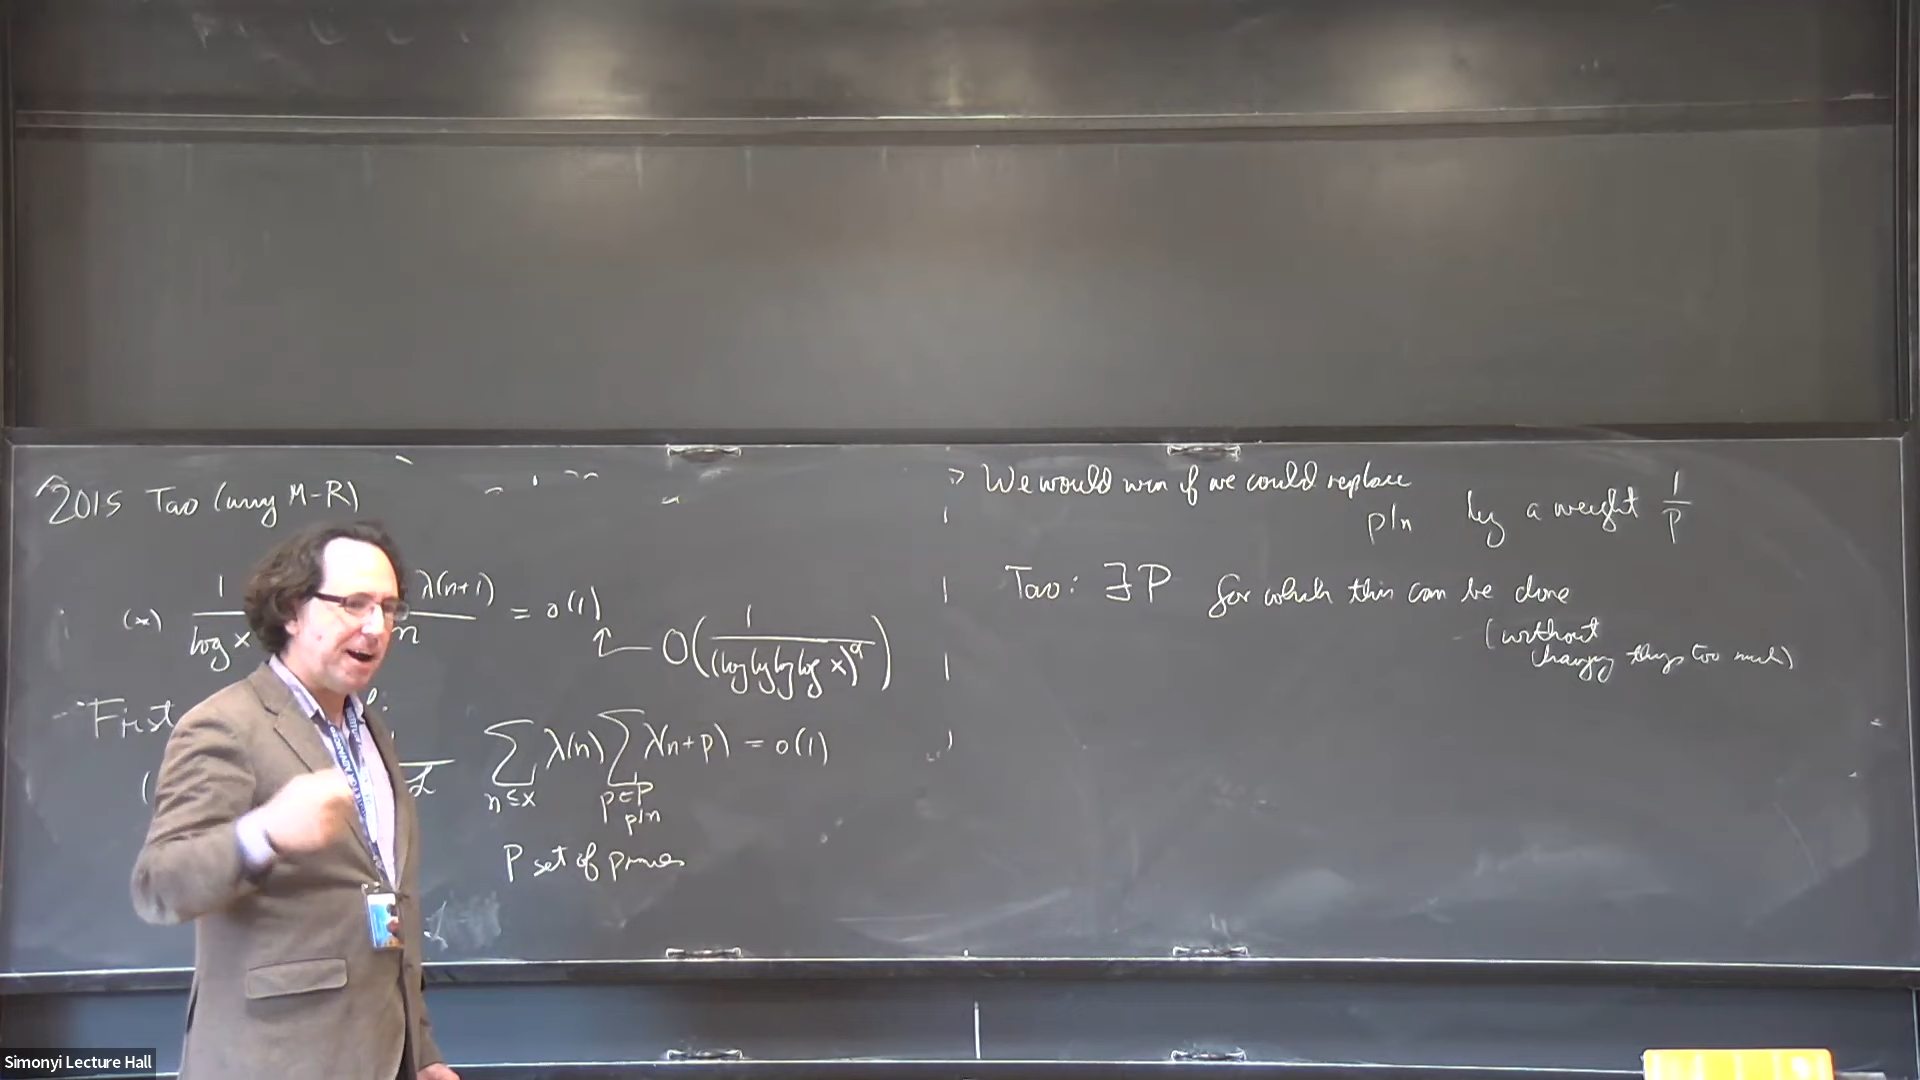 2015 Tao (using M-R)
(*) 1/log x λ(n+1)/n = o(1)
O(1/(log log log log x)^α)
First
∑_{n≤x} λ(n) ∑_{p∈P, p|n} λ(n+p) = o(1)
P set of primes
We would win if we could replace
p|n by a weight 1/p
Tao: ∃ P for which this can be done
(without
changing things too much)
Simonyi Lecture Hall